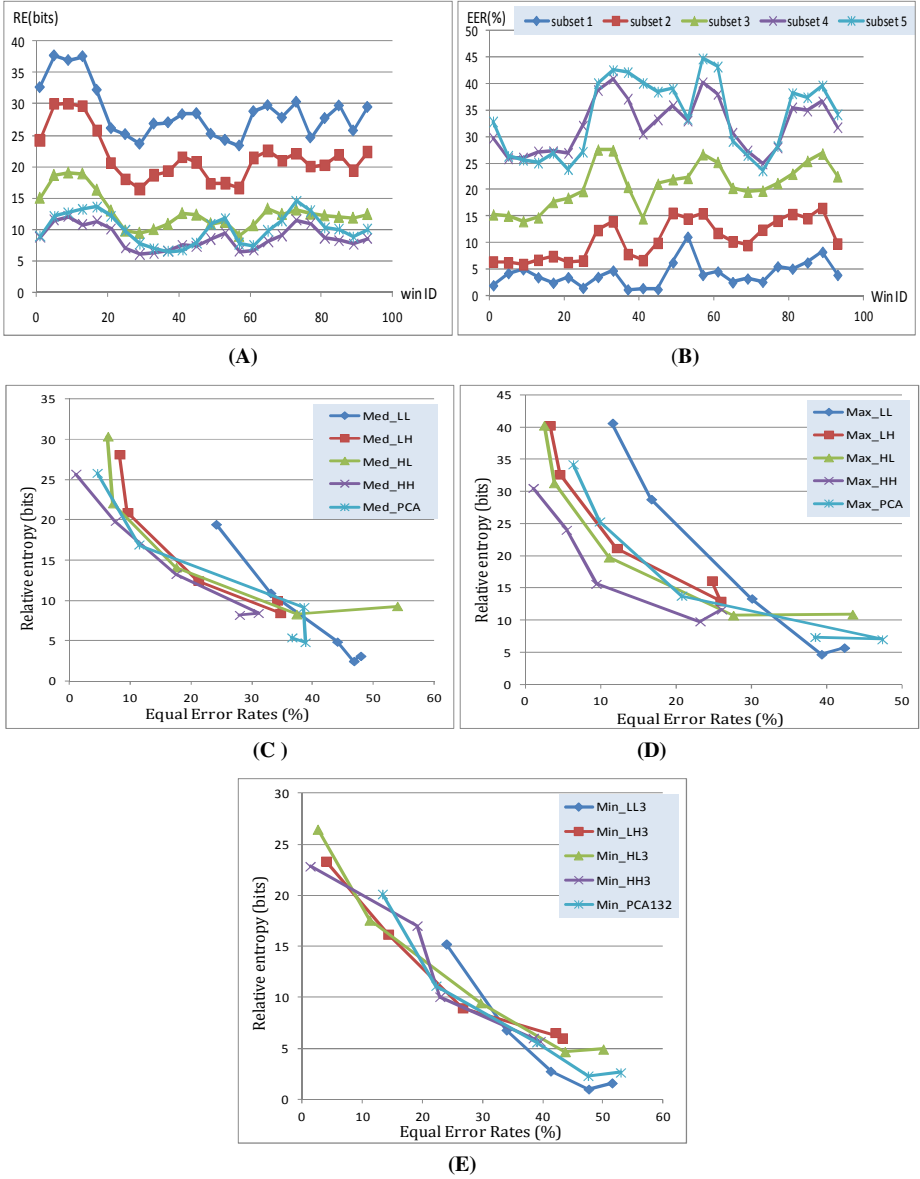 RE(bits)
40
35
30
25
20
15
10
5
0
0 20 40 60 80 100
win ID
(A)
EER(%)
subset 1 subset 2 subset 3 subset 4 subset 5
50
45
40
35
30
25
20
15
10
5
0
0 20 40 60 80 100
Win ID
(B)
35
30
25
20
15
10
5
0
Relative entropy (bits)
Med_LL
Med_LH
Med_HL
Med_HH
Med_PCA
0 10 20 30 40 50 60
Equal Error Rates (%)
(C )
45
40
35
30
25
20
15
10
5
0
Relative entropy (bits)
Max_LL
Max_LH
Max_HL
Max_HH
Max_PCA
0 10 20 30 40 50
Equal Error Rates (%)
(D)
30
25
20
15
10
5
0
Relative entropy (bits)
Min_LL3
Min_LH3
Min_HL3
Min_HH3
Min_PCA132
0 10 20 30 40 50 60
Equal Error Rates (%)
(E)